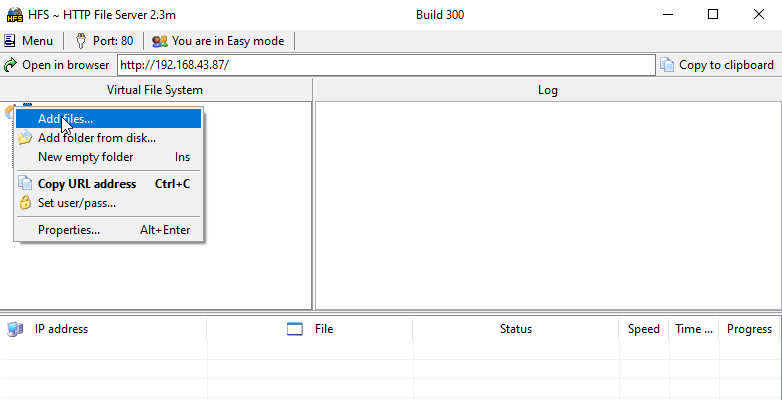 HFS ~ HTTP File Server 2.3m Build 300
Menu Port: 80 You are in Easy mode
Open in browser http://192.168.43.87/ Copy to clipboard
Virtual File System Log
Add files...
Add folder from disk...
New empty folder Ins
Copy URL address Ctrl+C
Set user/pass...
Properties... Alt+Enter
IP address File Status Speed Time ... Progress